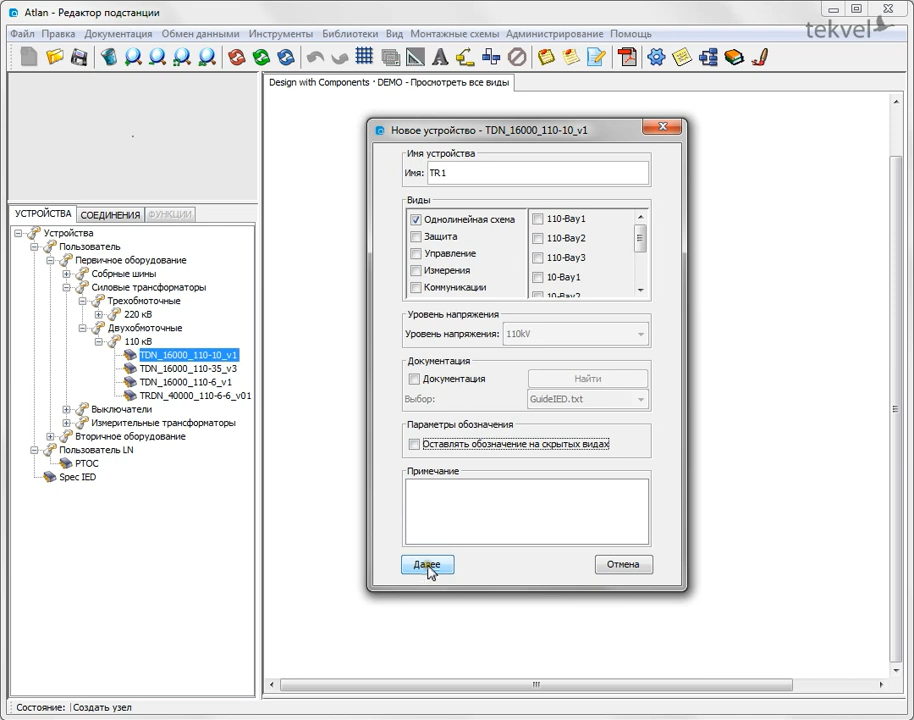 Atlan - Редактор подстанции
tekvel
Файл Правка Документация Обмен данными Инструменты Библиотеки Вид Монтажные схемы Администрирование Помощь
Design with Components · DEMO - Просмотреть все виды
УСТРОЙСТВА СОЕДИНЕНИЯ ФУНКЦИИ
Устройства
Пользователь
Первичное оборудование
Собрные шины
Силовые трансформаторы
Трехобмоточные
220 кВ
Двухобмоточные
110 кВ
TDN_16000_110-10_v1
TDN_16000_110-35_v3
TDN_16000_110-6_v1
TRDN_40000_110-6-6_v01
Выключатели
Измерительные трансформаторы
Вторичное оборудование
Пользователь LN
PTOC
Spec IED
Новое устройство - TDN_16000_110-10_v1
Имя устройства
Имя: TR1
Виды
Однолинейная схема
Защита
Управление
Измерения
Коммуникации
110-Bay1
110-Bay2
110-Bay3
10-Bay1
10-Bay2
Уровень напряжения
Уровень напряжения: 110kV
Документация
Документация Найти
Выбор: GuideIED.txt
Параметры обозначения
Оставлять обозначение на скрытых видах
Примечание
Далее Отмена
Состояние: Создать узел